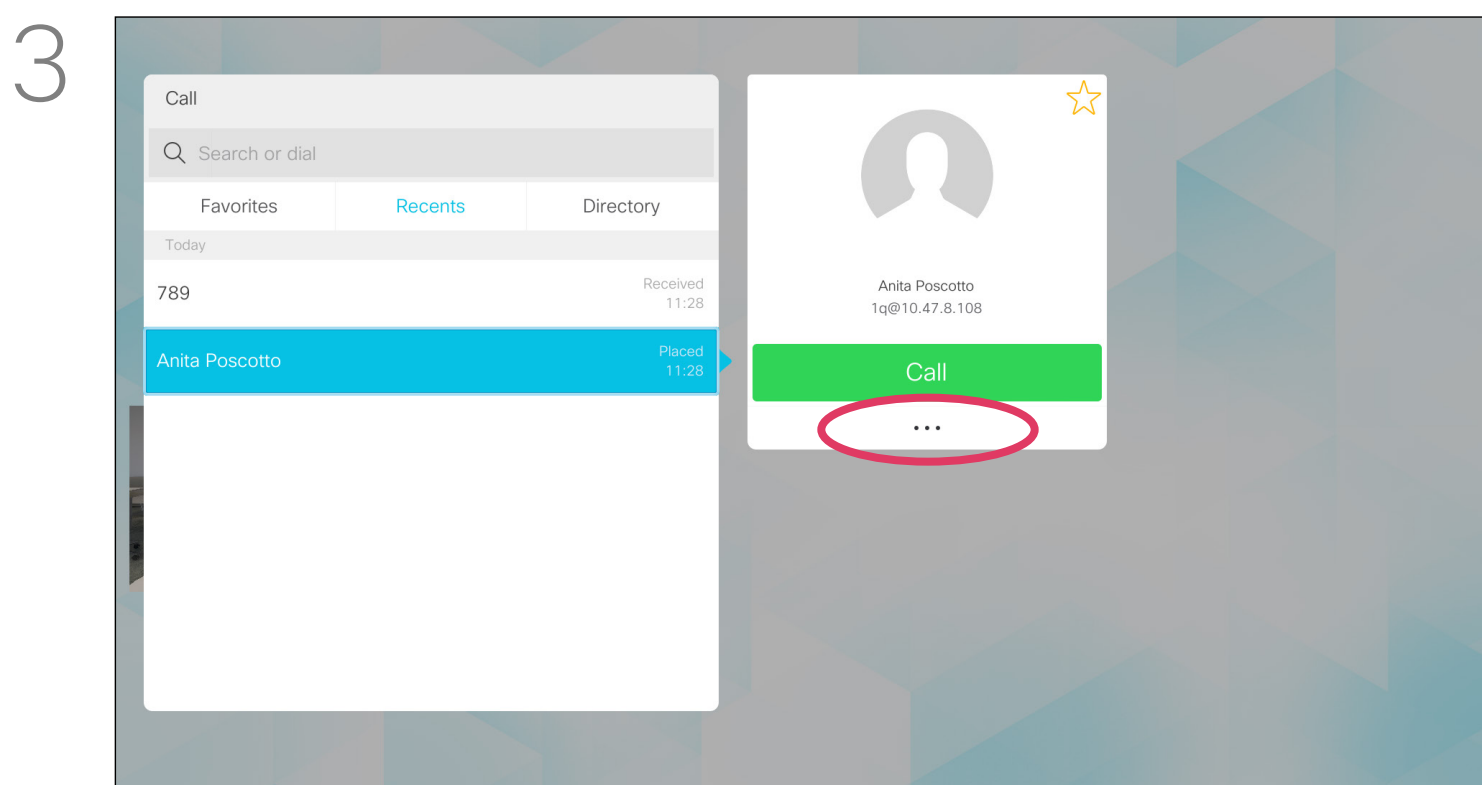 3
Call
Search or dial
Favorites Recents Directory
Today
789 Received
11:28
Anita Poscotto Placed
11:28
Anita Poscotto
1q@10.47.8.108
Call
...